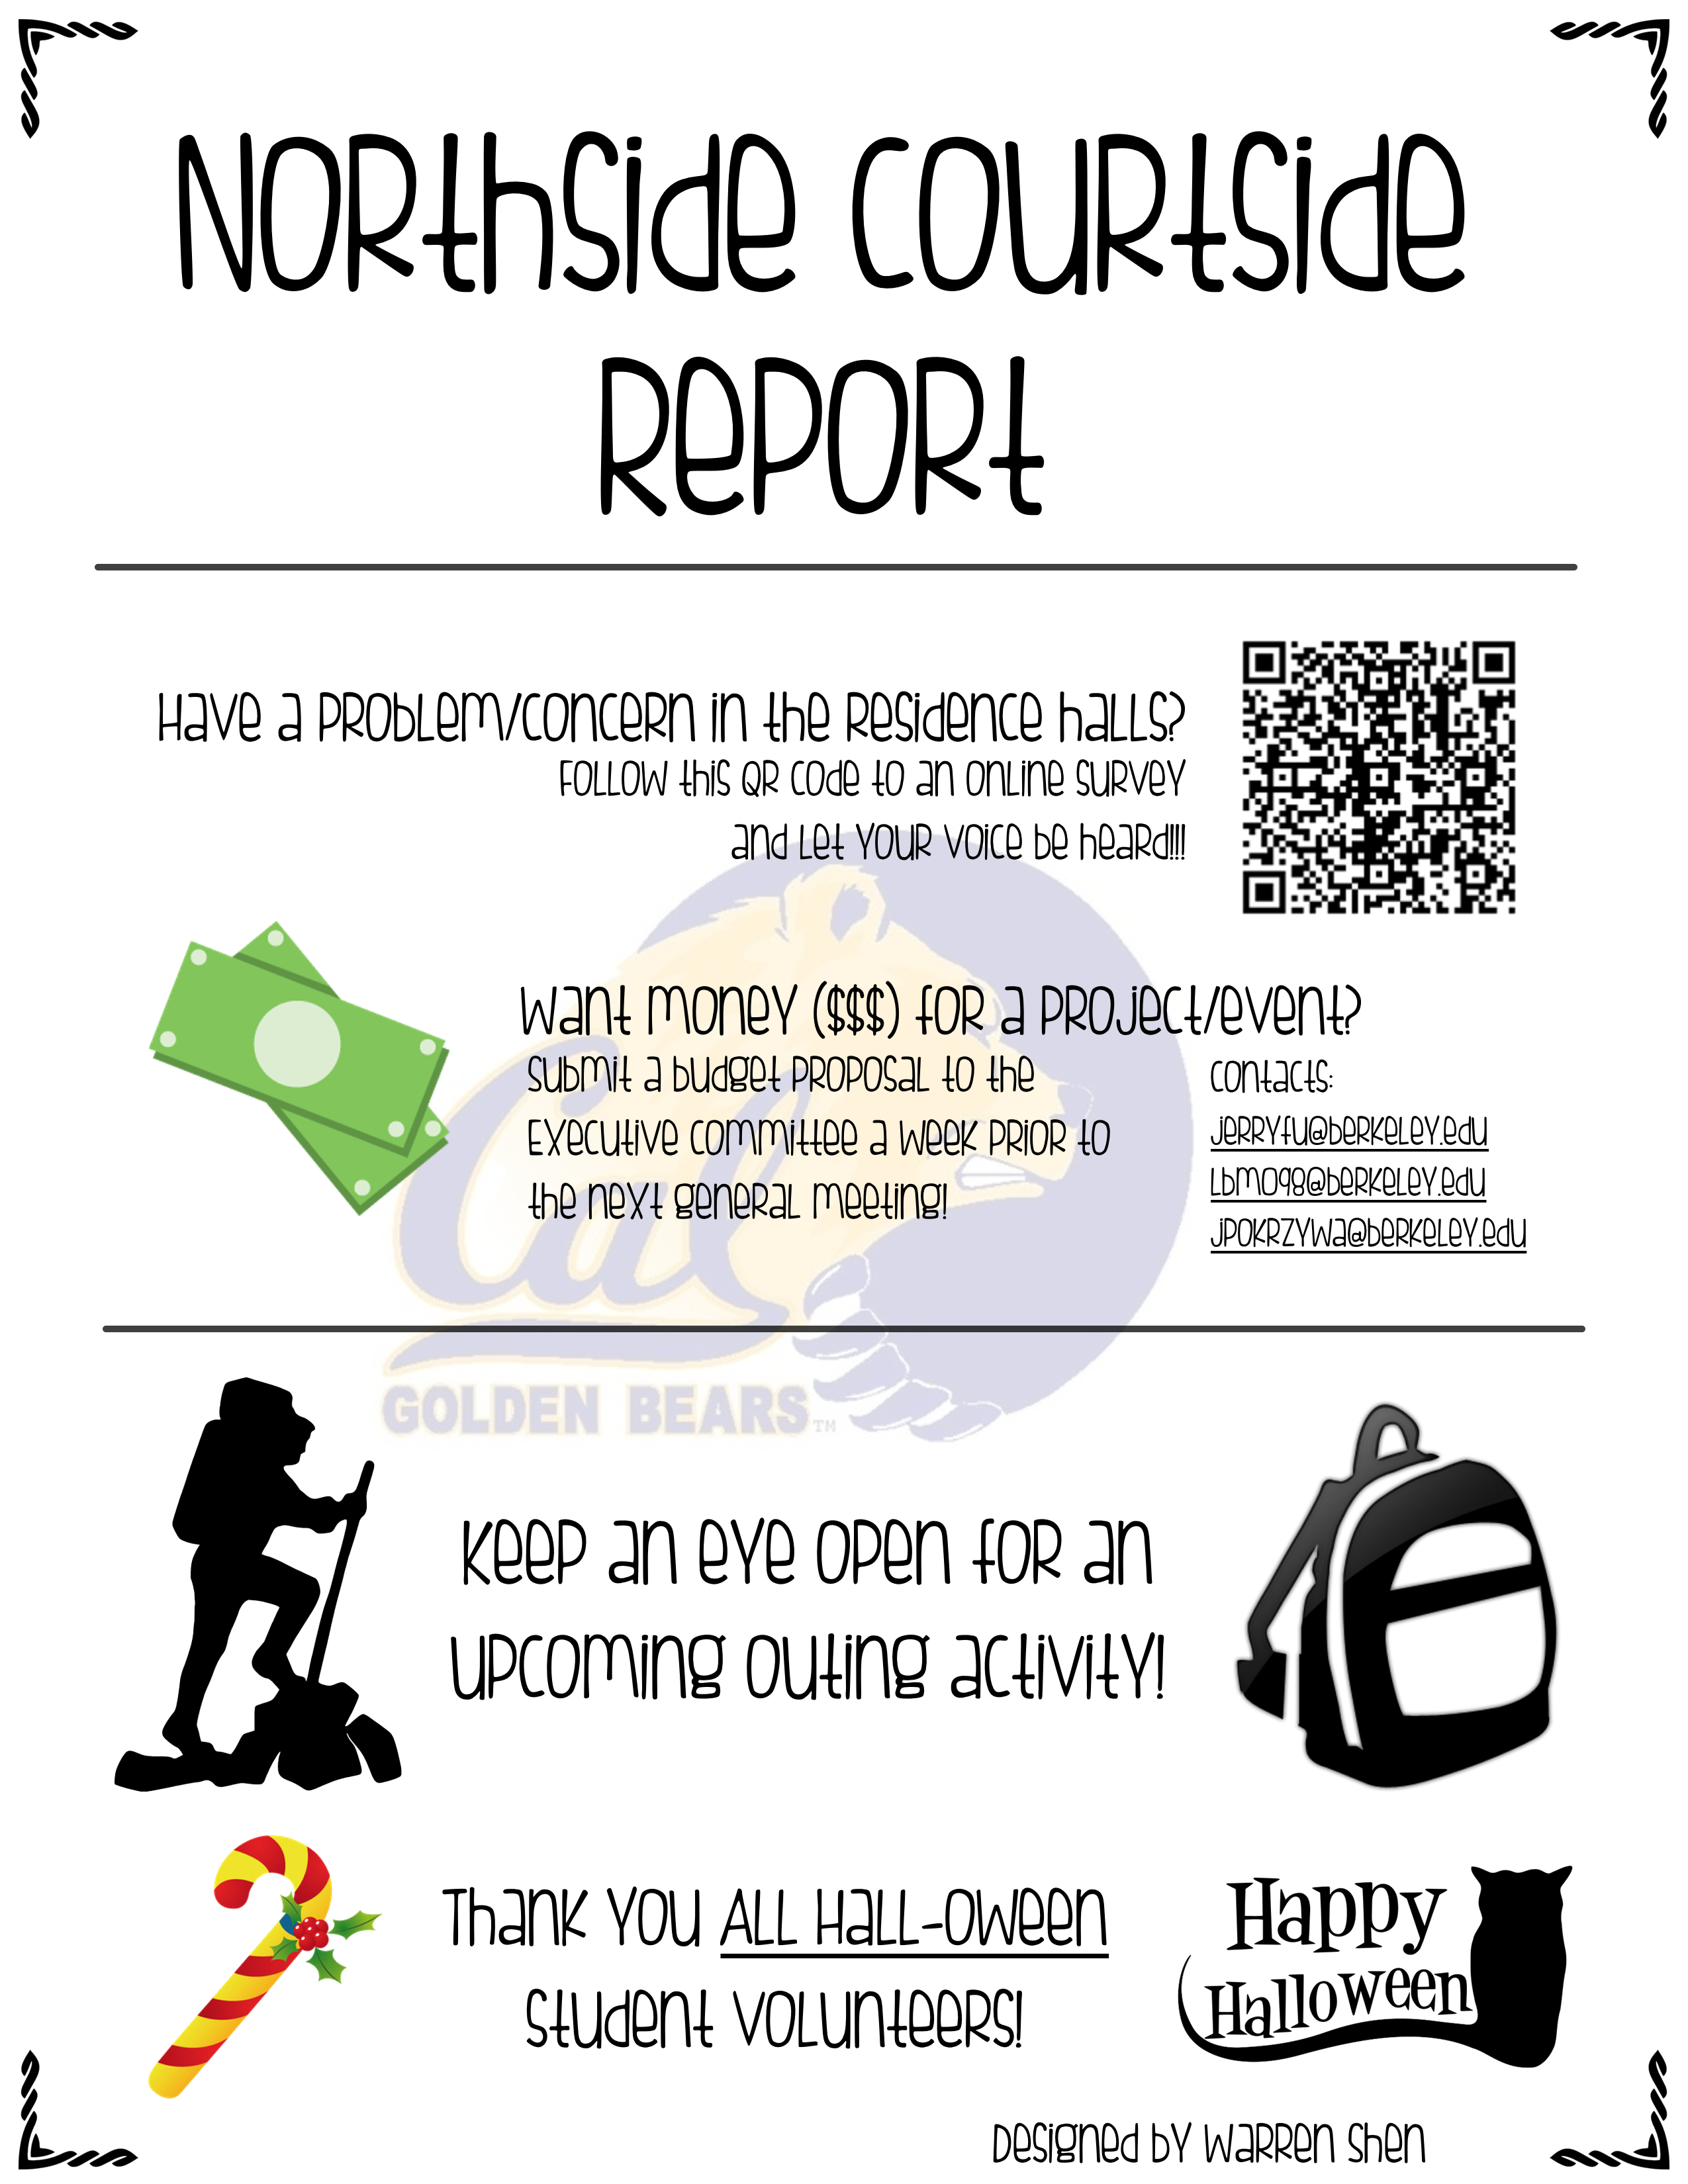 Northside Courtside
Report
Have a problem/concern in the Residence halls?
Follow this QR code to an online survey
and let your voice be heard!!!
Want money ($$$) for a project/event?
Submit a budget proposal to the
Executive committee a week prior to
the next general meeting!
Contacts:
jerryfu@berkeley.edu
lbm098@berkeley.edu
jpokrzywa@berkeley.edu
Cal
GOLDEN BEARS™
Keep an eye open for an
upcoming outing activity!
Thank you All Hall-oween
Student Volunteers!
Happy
Halloween
Designed by Warren Shen